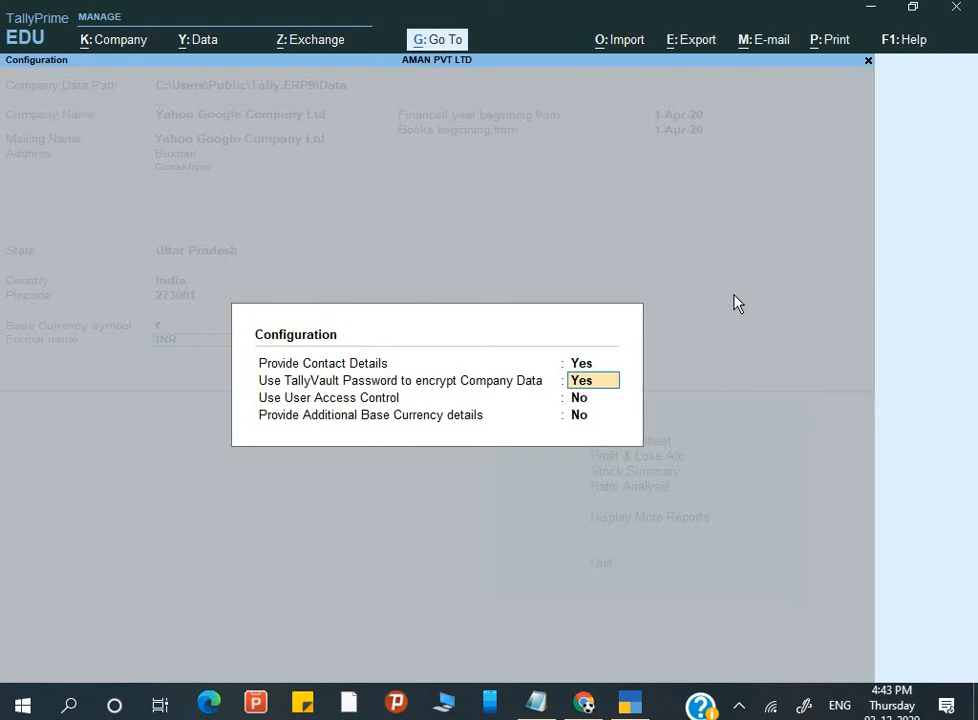 TallyPrime MANAGE
EDU
K: Company Y: Data Z: Exchange G: Go To O: Import E: Export M: E-mail P: Print F1: Help
Configuration AMAN PVT LTD
Company Data Path C:\Users\Public\Tally.ERP9\Data
Company Name Yahoo Google Company Ltd Financial year beginning from 1-Apr-20
Books beginning from 1-Apr-20
Mailing Name Yahoo Google Company Ltd
Address Buxiper
Gorakhpur
State Uttar Pradesh
Country India
Pincode 273001
Base Currency symbol ₹
Formal name INR
Configuration
Provide Contact Details : Yes
Use TallyVault Password to encrypt Company Data : Yes
Use User Access Control : No
Provide Additional Base Currency details : No
Sheet
Profit & Loss A/c
Stock Summary
Ratio Analysis
Display More Reports
Quit
ENG
4:43 PM
Thursday